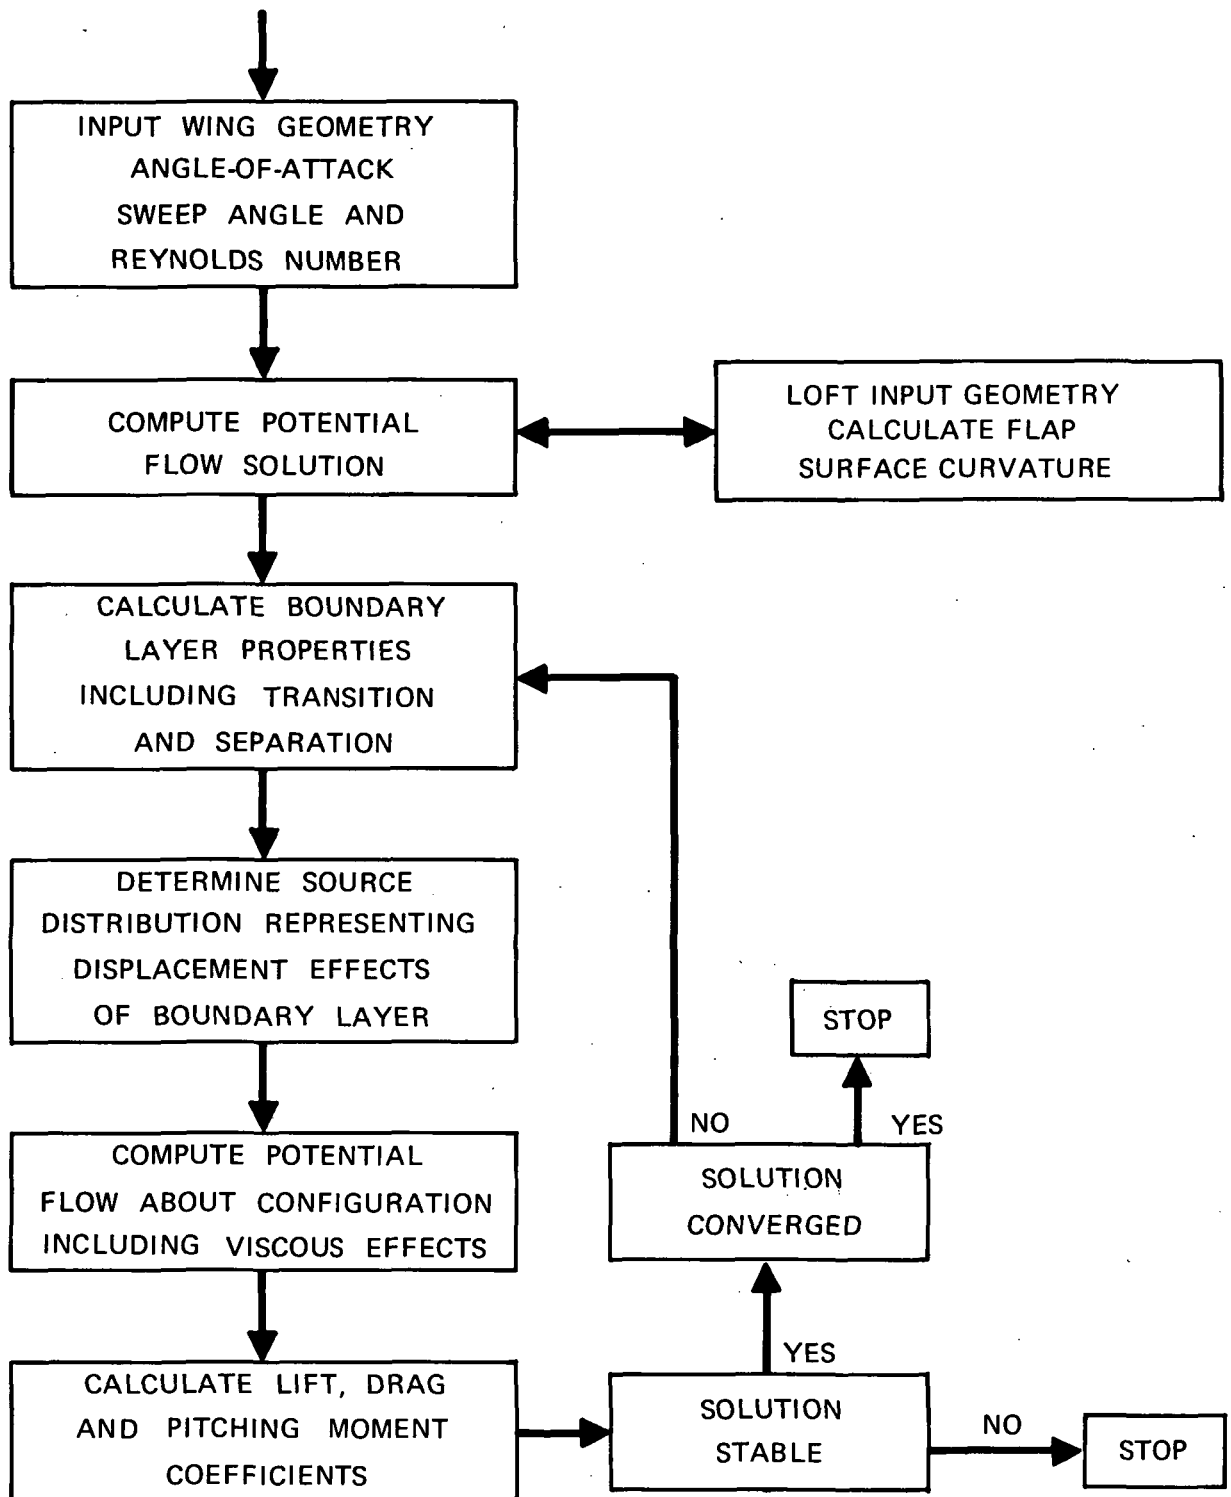 INPUT WING GEOMETRY
ANGLE-OF-ATTACK
SWEEP ANGLE AND
REYNOLDS NUMBER
COMPUTE POTENTIAL
FLOW SOLUTION
LOFT INPUT GEOMETRY
CALCULATE FLAP
SURFACE CURVATURE
CALCULATE BOUNDARY
LAYER PROPERTIES
INCLUDING TRANSITION
AND SEPARATION
DETERMINE SOURCE
DISTRIBUTION REPRESENTING
DISPLACEMENT EFFECTS
OF BOUNDARY LAYER
COMPUTE POTENTIAL
FLOW ABOUT CONFIGURATION
INCLUDING VISCOUS EFFECTS
CALCULATE LIFT, DRAG
AND PITCHING MOMENT
COEFFICIENTS
SOLUTION
STABLE
NO
STOP
YES
SOLUTION
CONVERGED
NO
YES
STOP